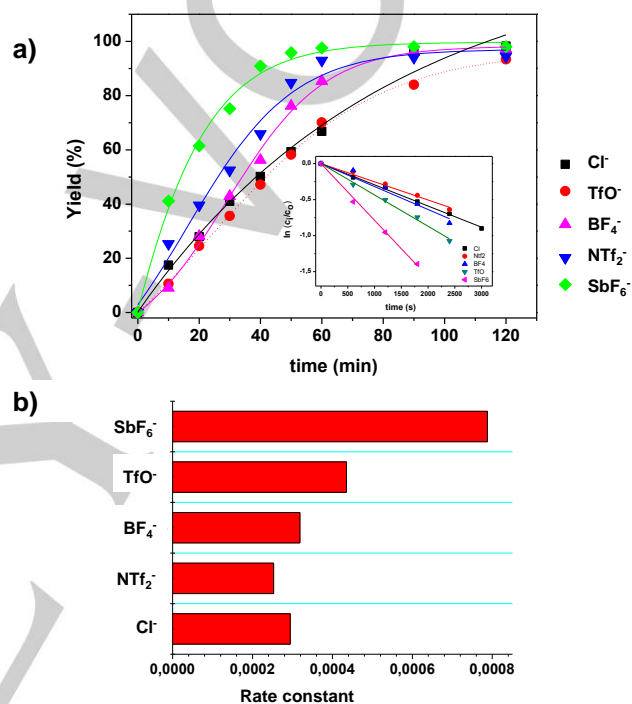 a)
100
80
60
40
20
0
Yield (%)
0 20 40 60 80 100 120
time (min)
0,0
-0,5
-1,0
-1,5
ln (cᵢ/c₀)
Cl
Ntf2
BF4
TfO
SbF6
0 500 1000 1500 2000 2500 3000
time (s)
Cl⁻
TfO⁻
BF₄⁻
NTf₂⁻
SbF₆⁻
b)
SbF₆⁻
TfO⁻
BF₄⁻
NTf₂⁻
Cl⁻
0,0000 0,0002 0,0004 0,0006 0,0008
Rate constant